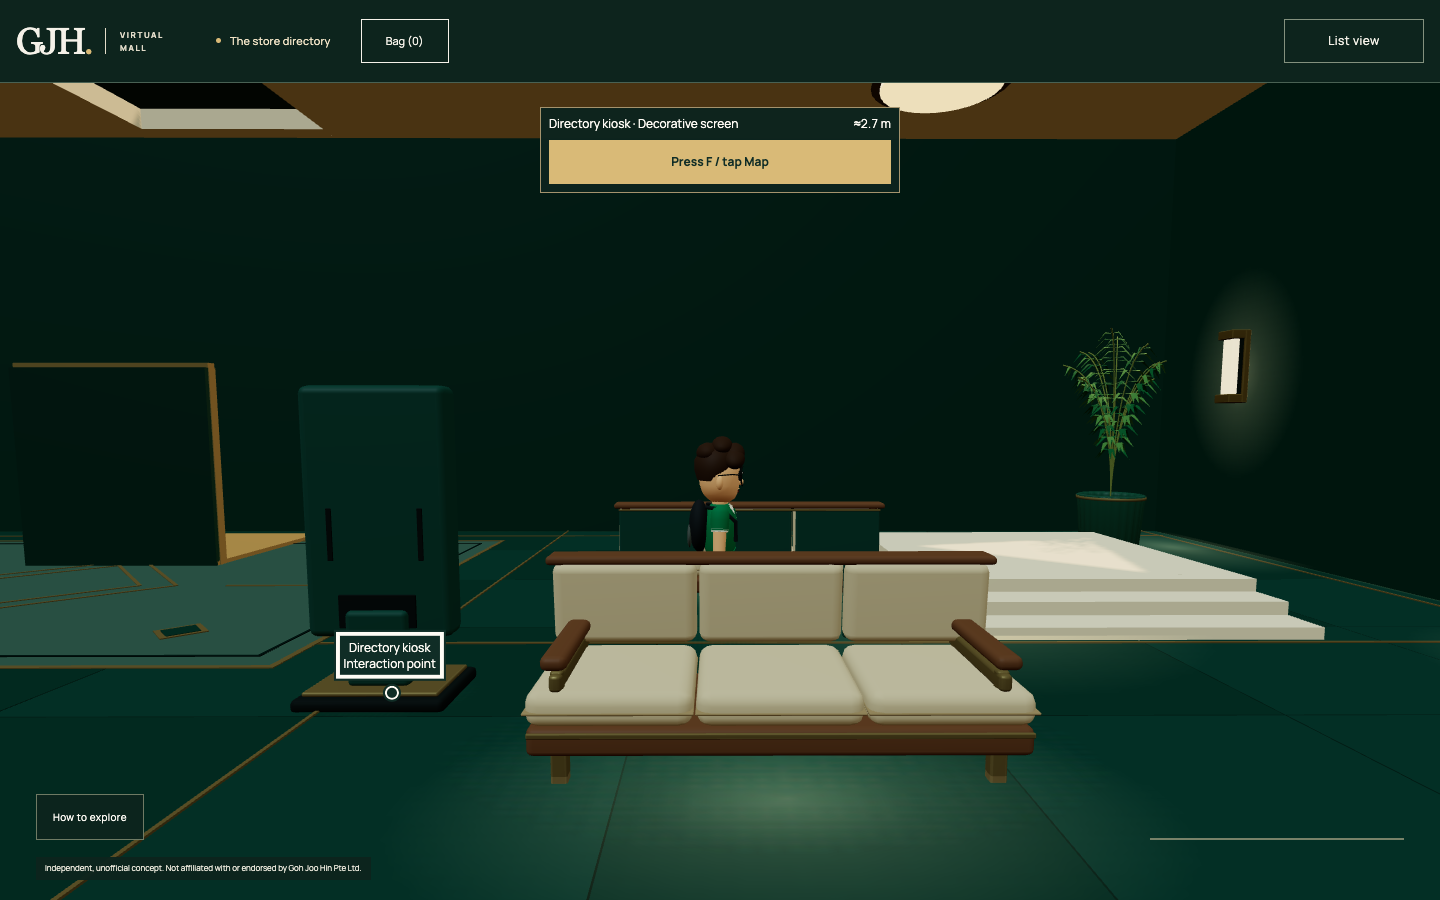 GJH.
VIRTUAL
MALL
The store directory
Bag (0)
List view
Directory kiosk · Decorative screen
≈2.7 m
Press F / tap Map
Directory kiosk
Interaction point
How to explore
Independent, unofficial concept. Not affiliated with or endorsed by Goh Joo Hin Pte Ltd.